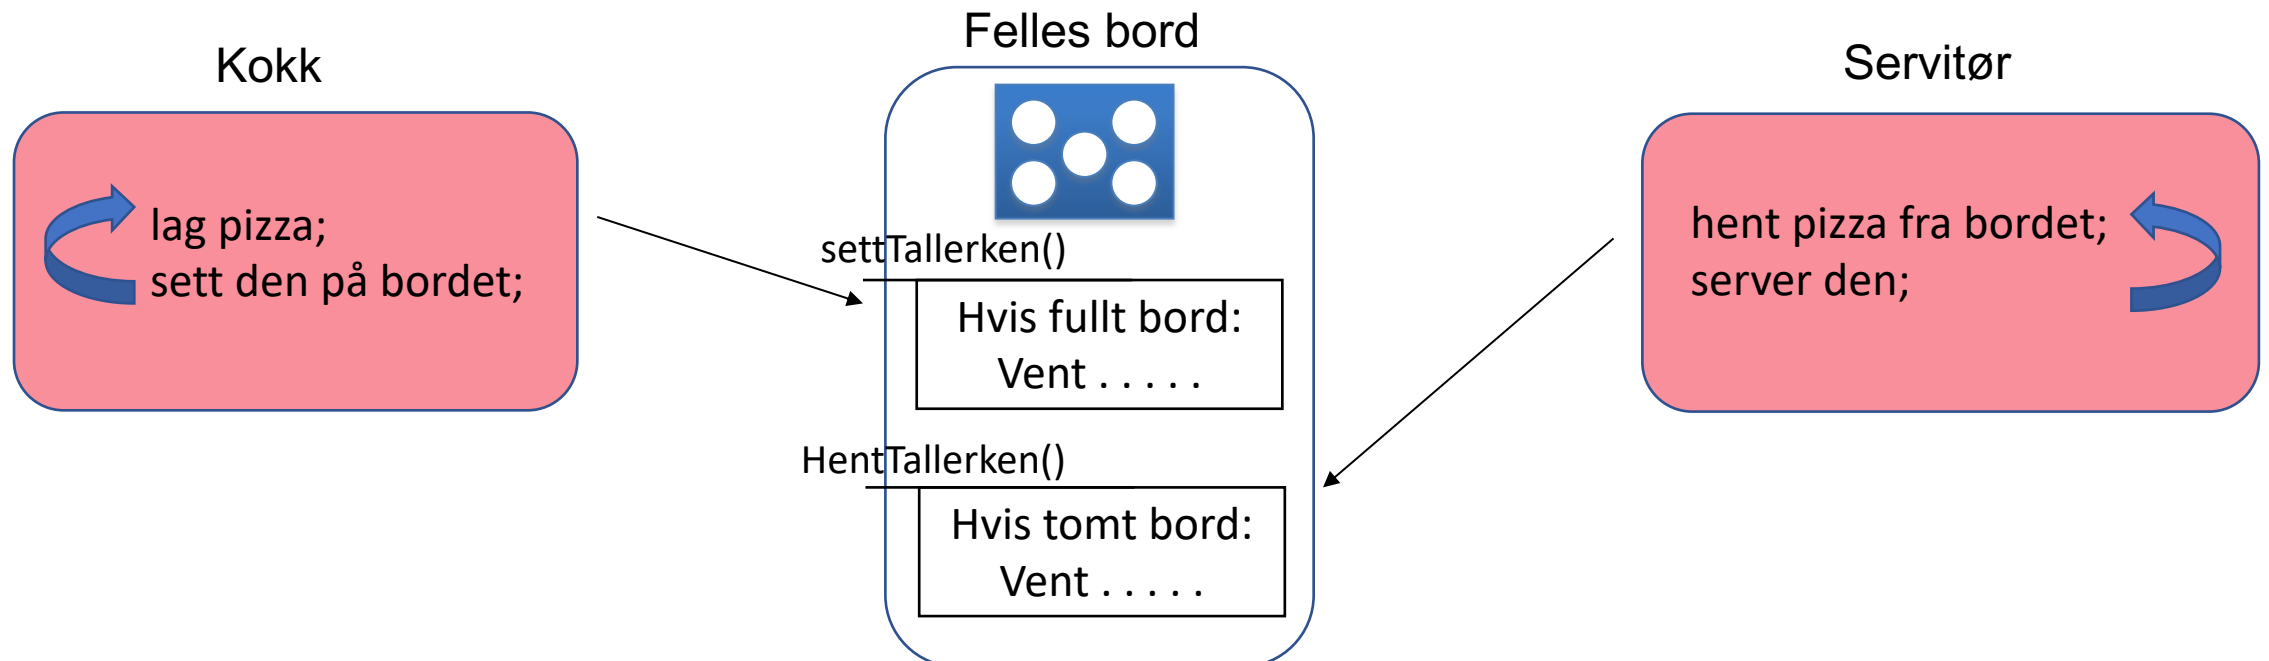 Kokk
lag pizza;
sett den på bordet;
Felles bord
settTallerken()
Hvis fullt bord:
Vent . . . . .
HentTallerken()
Hvis tomt bord:
Vent . . . . .
Servitør
hent pizza fra bordet;
server den;